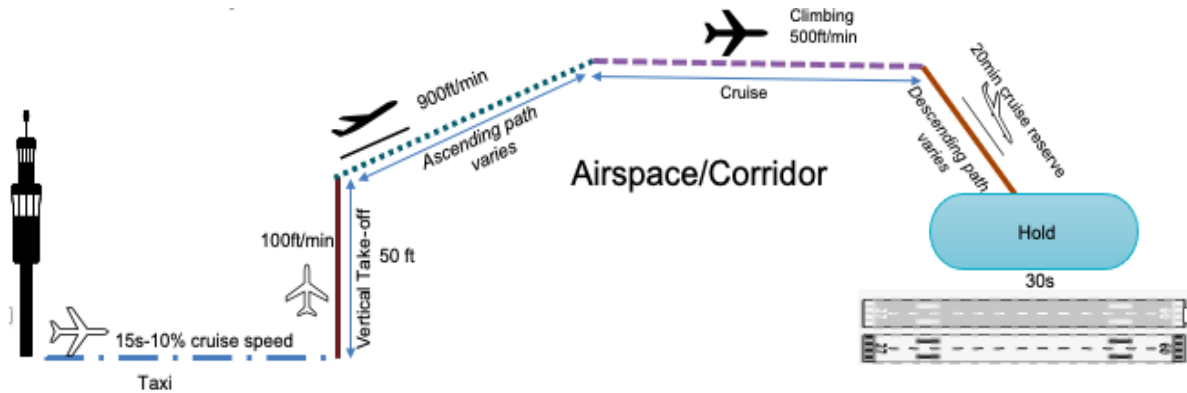 Climbing
500ft/min
900ft/min
Ascending path
varies
Cruise
20min cruise reserve
Descending path
varies
Airspace/Corridor
100ft/min
Vertical Take-off
50 ft
Hold
30s
15s-10% cruise speed
Taxi